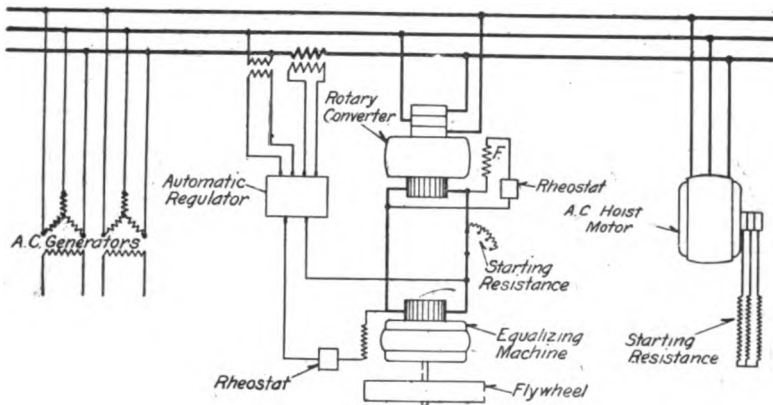 Rotary
Converter
F
Rheostat
Automatic
Regulator
A.C. Generators
A.C Hoist
Motor
Starting
Resistance
Equalizing
Machine
Starting
Resistance
Rheostat
Flywheel